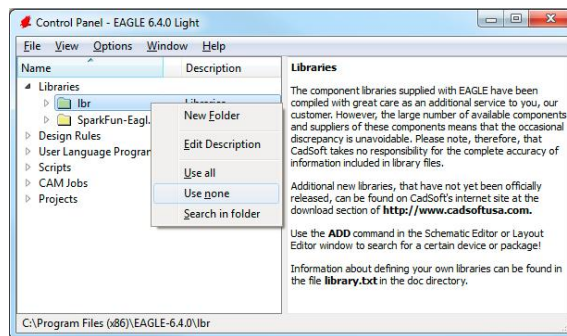 Control Panel - EAGLE 6.4.0 Light
File View Options Window Help
Name Description
Libraries
lbr
SparkFun-Eagl.
Design Rules
User Language Program
Scripts
CAM Jobs
Projects
New Folder
Edit Description
Use all
Use none
Search in folder
Libraries
The component libraries supplied with EAGLE have been
compiled with great care as an additional service to you, our
customer. However, the large number of available components
and suppliers of these components means that the occasional
discrepancy is unavoidable. Please note, therefore, that
CadSoft takes no responsibility for the complete accuracy of
information included in library files.
Additional new libraries, that have not yet been officially
released, can be found on CadSoft's internet site at the
download section of http://www.cadsoftusa.com.
Use the ADD command in the Schematic Editor or Layout
Editor window to search for a certain device or package!
Information about defining your own libraries can be found in
the file library.txt in the doc directory.
C:\Program Files (x86)\EAGLE-6.4.0\lbr